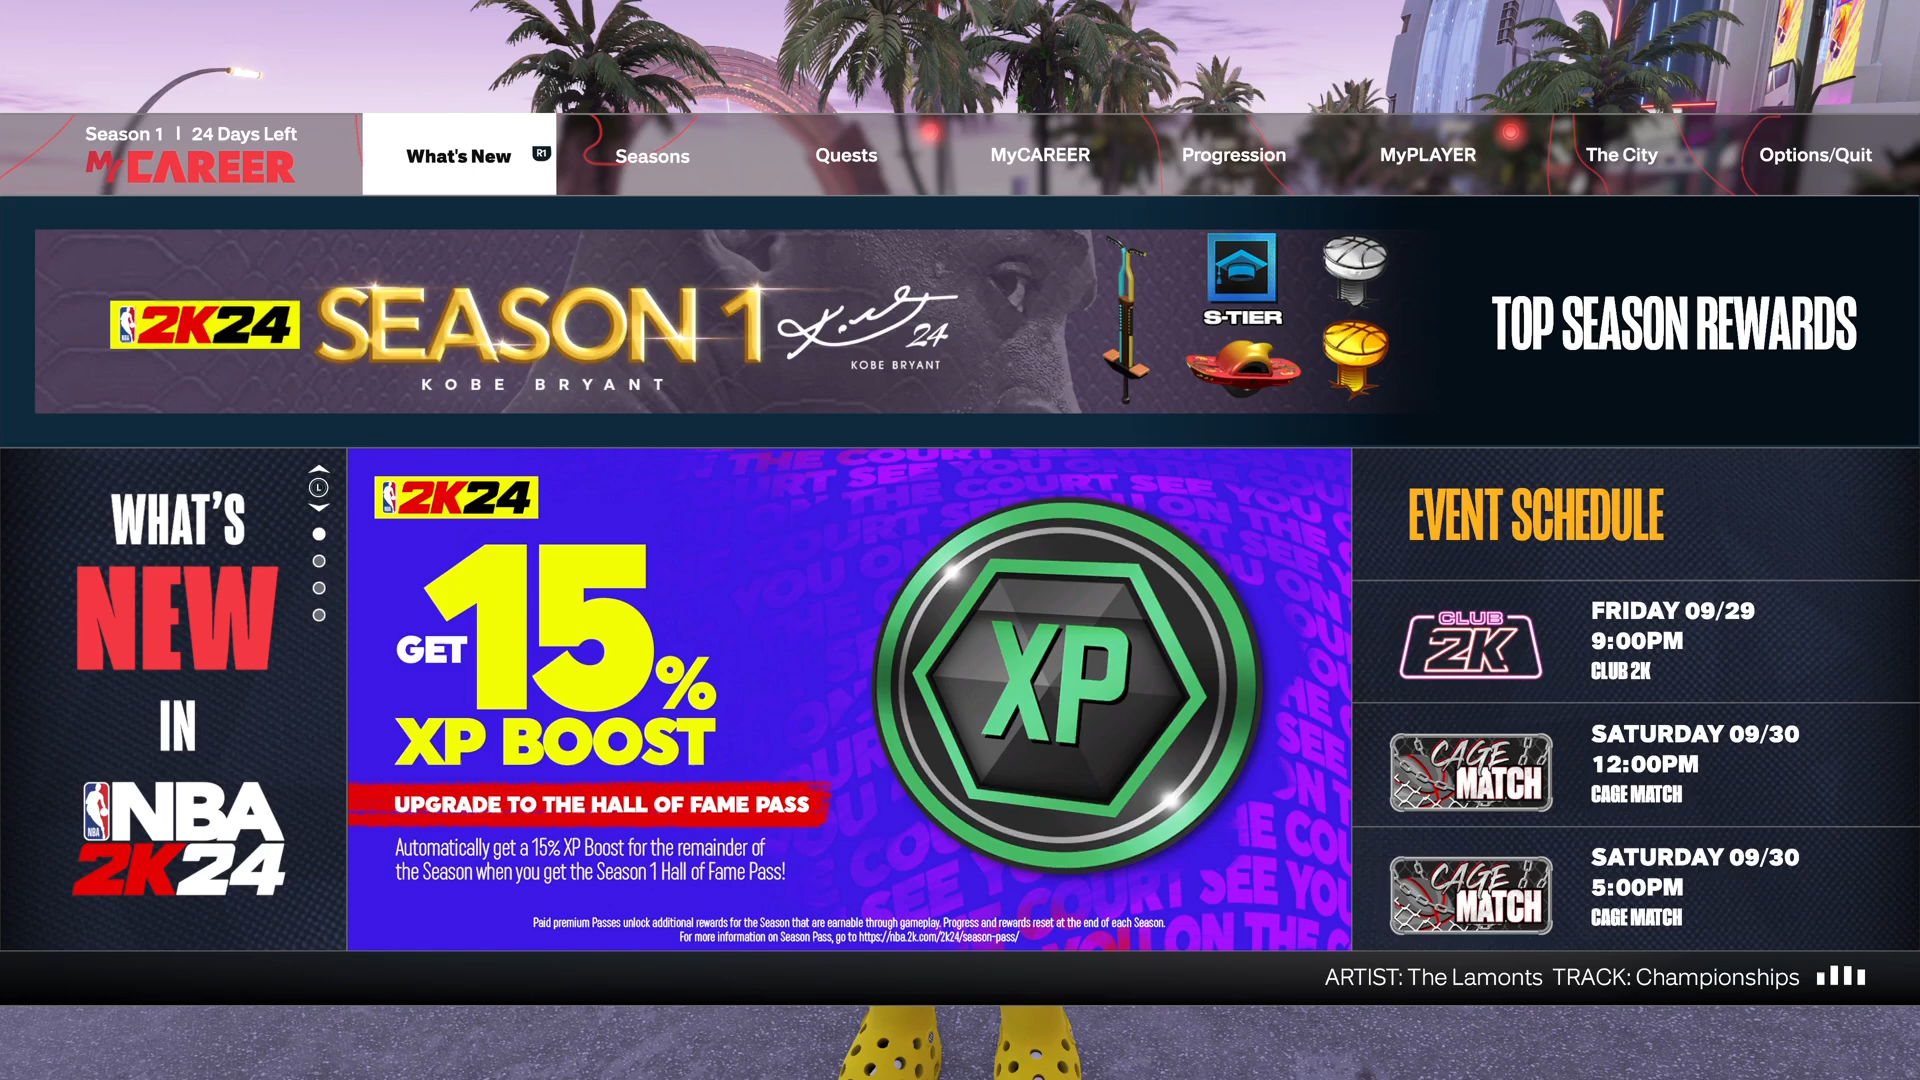 Season 1 | 24 Days Left
MyCAREER
What's New
R1
Seasons
Quests
MyCAREER
Progression
MyPLAYER
The City
Options/Quit
NBA 2K24
SEASON 1
KOBE BRYANT
24
KOBE BRYANT
S-TIER
TOP SEASON REWARDS
WHAT'S
NEW
IN
NBA
2K24
L
NBA 2K24
GET 15%
XP BOOST
UPGRADE TO THE HALL OF FAME PASS
Automatically get a 15% XP Boost for the remainder of
the Season when you get the Season 1 Hall of Fame Pass!
Paid premium Passes unlock additional rewards for the Season that are earnable through gameplay. Progress and rewards reset at the end of each Season.
For more information on Season Pass, go to https://nba.2k.com/2k24/season-pass/
XP
EVENT SCHEDULE
CLUB
2K
FRIDAY 09/29
9:00PM
CLUB 2K
CAGE
MATCH
SATURDAY 09/30
12:00PM
CAGE MATCH
CAGE
MATCH
SATURDAY 09/30
5:00PM
CAGE MATCH
ARTIST: The Lamonts TRACK: Championships